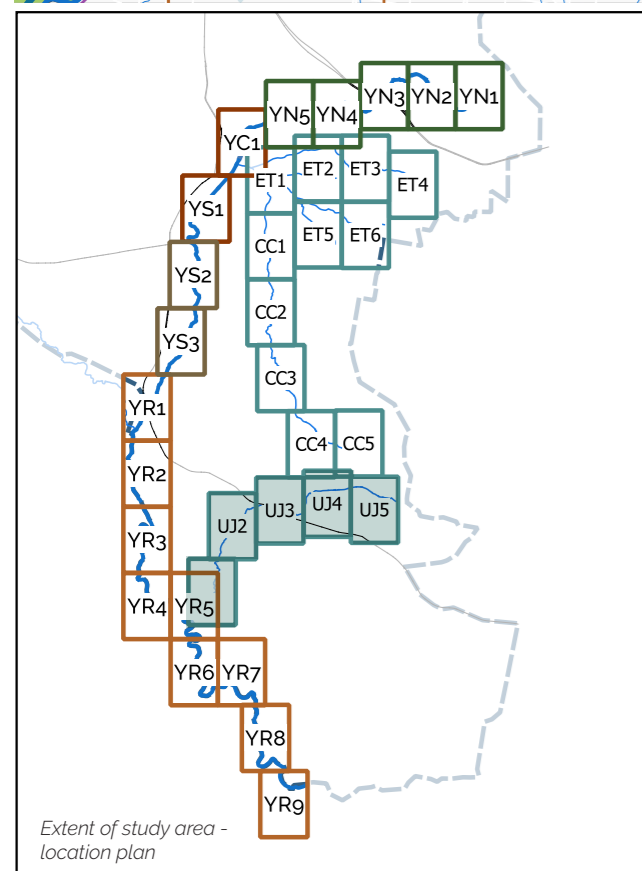 YN3 YN2 YN1
YN5 YN4
YC1
ET2 ET3
ET1 ET4
YS1
ET5 ET6
CC1
YS2
CC2
YS3
CC3
YR1
CC4 CC5
YR2
UJ4
UJ3 UJ5
UJ2
YR3
YR4 YR5
YR6 YR7
YR8
YR9
Extent of study area -
location plan